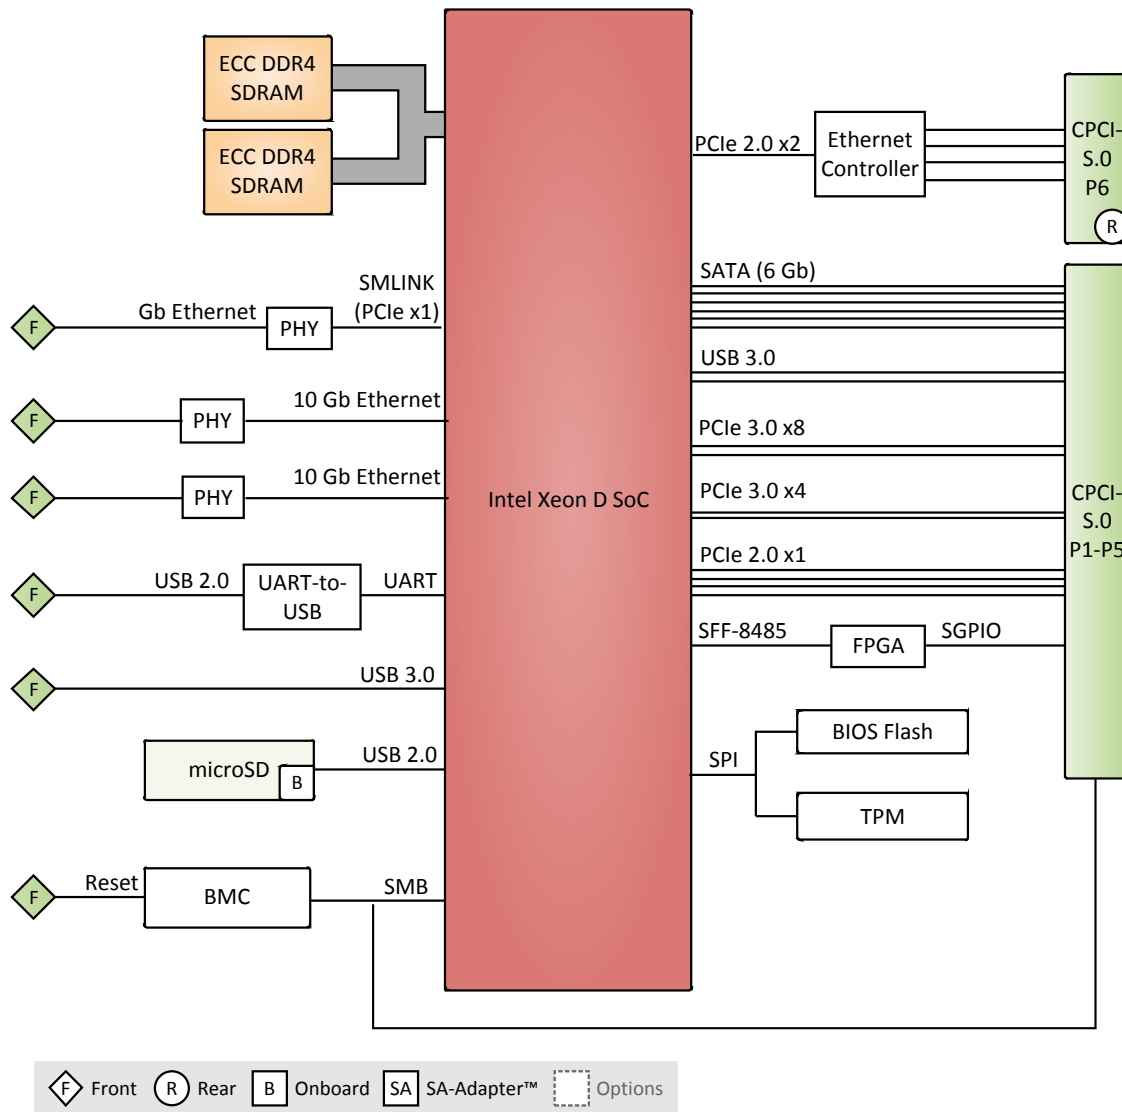 ECC DDR4
SDRAM
ECC DDR4
SDRAM
PCIe 2.0 x2
Ethernet
Controller
CPCI-
S.0
P6
R
SATA (6 Gb)
SMLINK
(PCIe x1)
Gb Ethernet
F
PHY
USB 3.0
10 Gb Ethernet
F
PHY
PCIe 3.0 x8
10 Gb Ethernet
F
PHY
Intel Xeon D SoC
PCIe 3.0 x4
CPCI-
S.0
P1-P5
PCIe 2.0 x1
F
USB 2.0
UART-to-
USB
UART
SFF-8485
FPGA
SGPIO
F
USB 3.0
microSD
B
USB 2.0
SPI
BIOS Flash
TPM
F
Reset
BMC
SMB
F Front R Rear B Onboard SA SA-Adapter™ Options